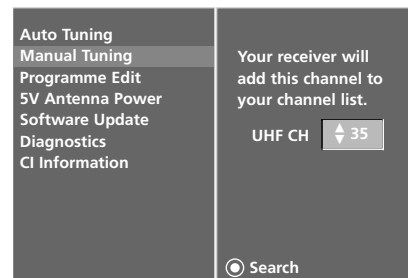 Auto Tuning
Manual Tuning
Programme Edit
5V Antenna Power
Software Update
Diagnostics
CI Information
Your receiver will
add this channel to
your channel list.
UHF CH 35
Search